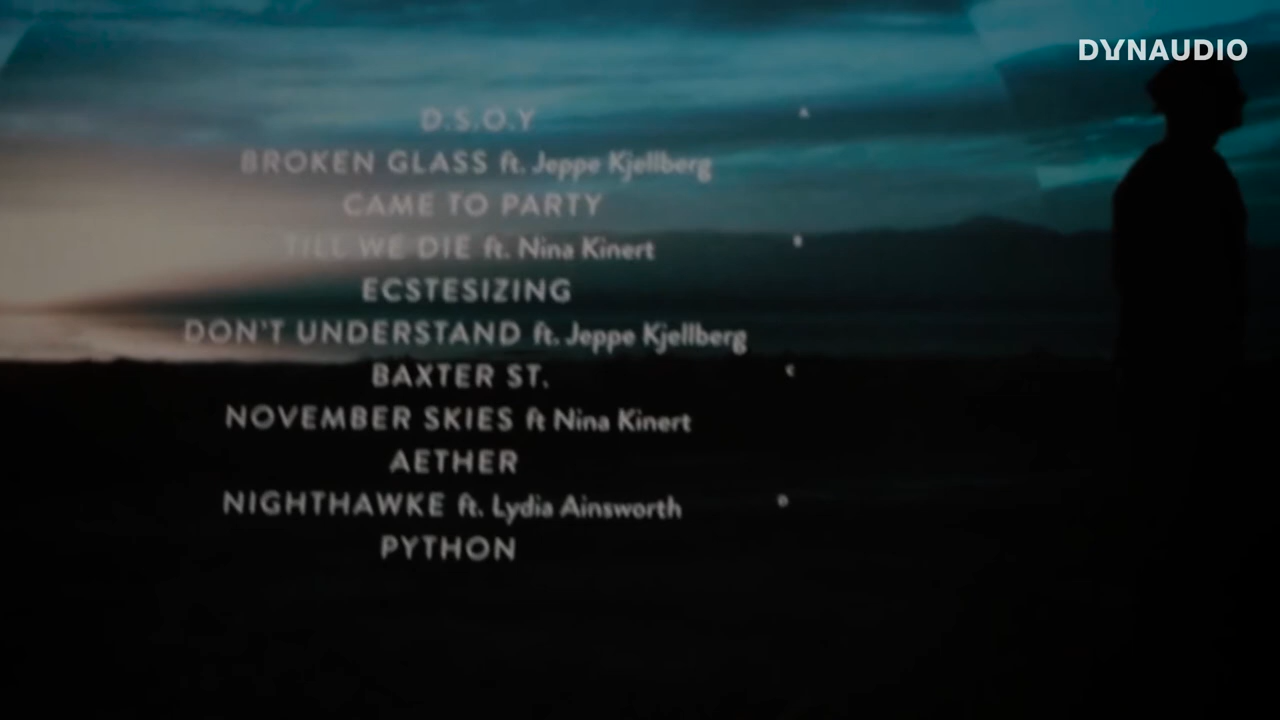 DYNAUDIO
D.S.O.Y
A
BROKEN GLASS ft. Jeppe Kjellberg
CAME TO PARTY
TILL WE DIE ft. Nina Kinert
B
ECSTESIZING
DON'T UNDERSTAND ft. Jeppe Kjellberg
BAXTER ST.
C
NOVEMBER SKIES ft Nina Kinert
AETHER
NIGHTHAWKE ft. Lydia Ainsworth
D
PYTHON